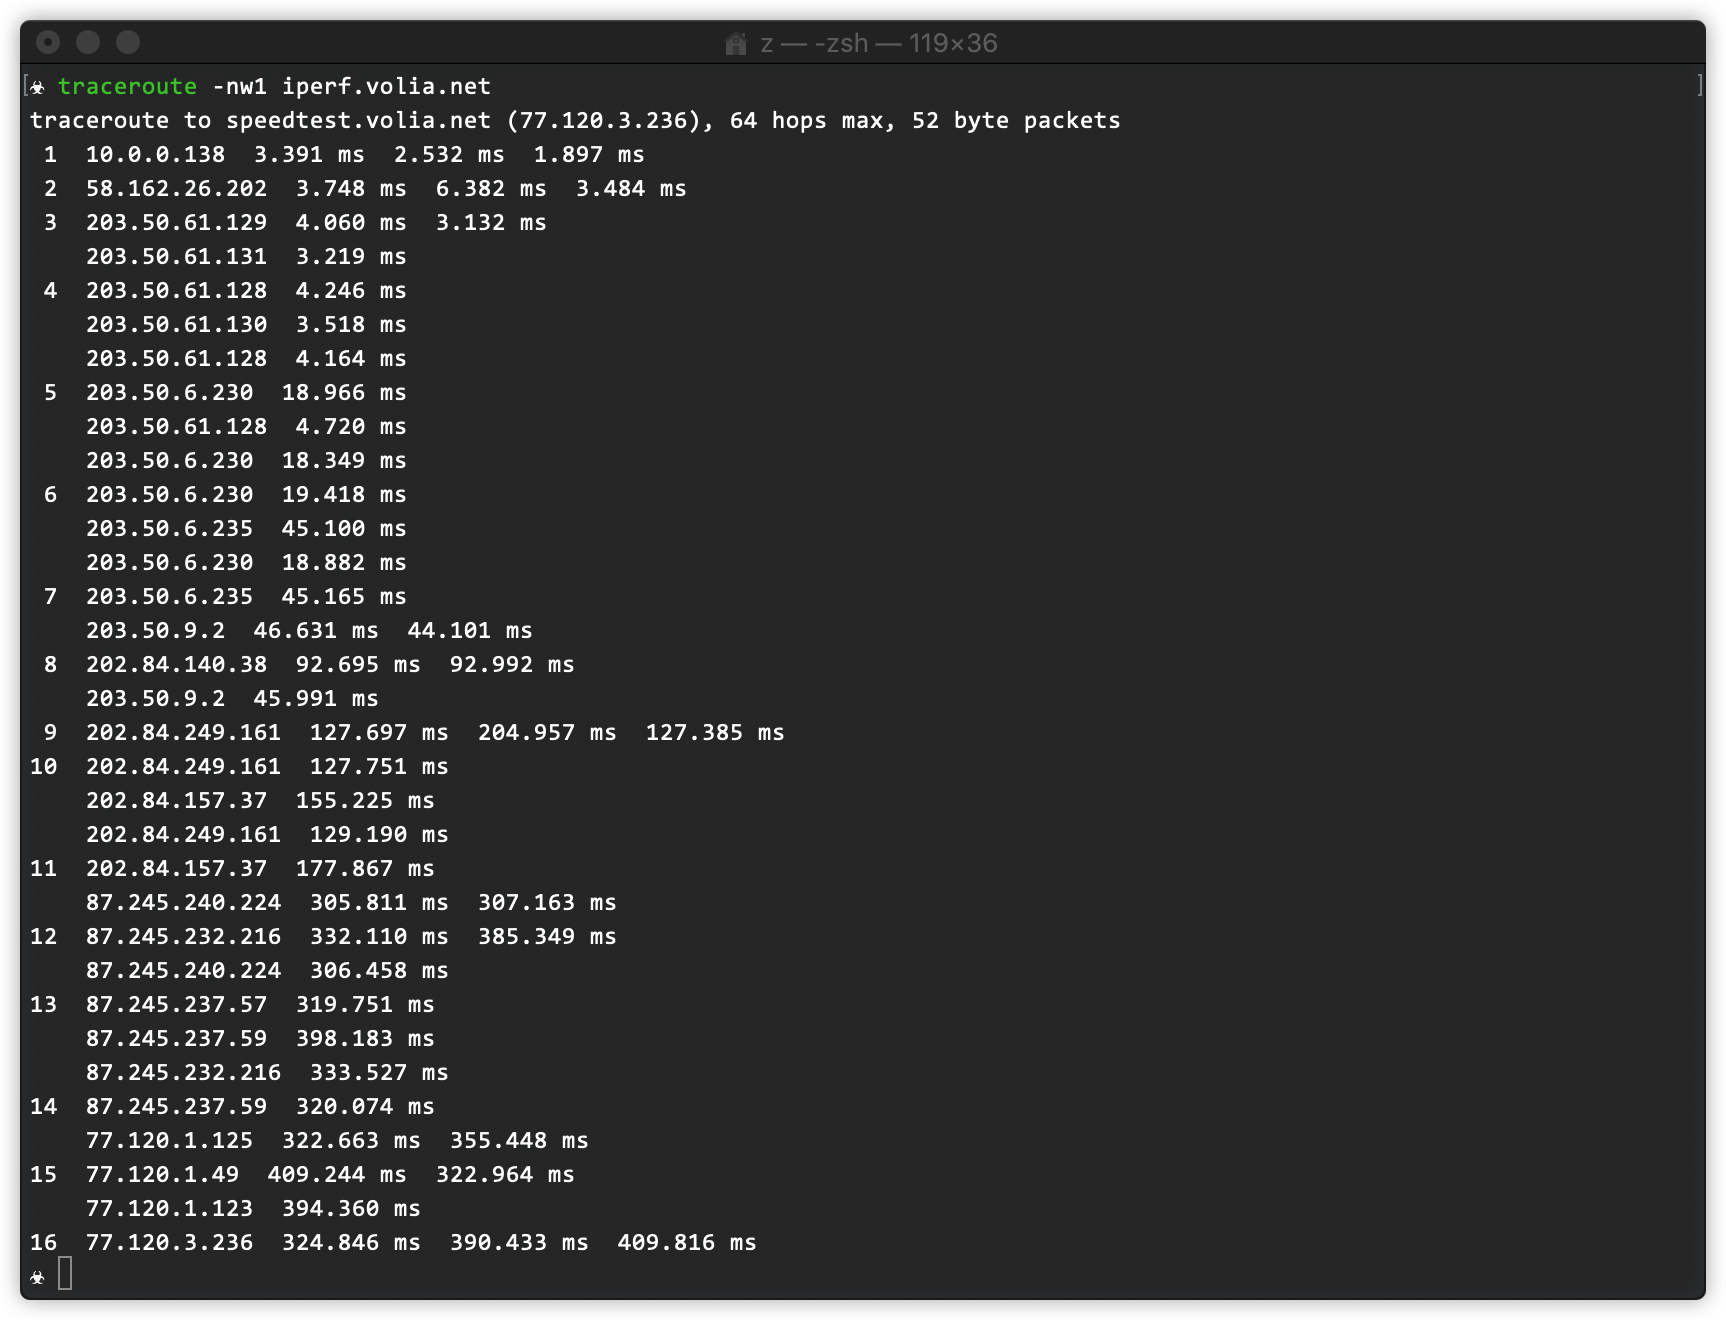 z — -zsh — 119×36
[☣ traceroute -nw1 iperf.volia.net ]
traceroute to speedtest.volia.net (77.120.3.236), 64 hops max, 52 byte packets
 1  10.0.0.138  3.391 ms  2.532 ms  1.897 ms
 2  58.162.26.202  3.748 ms  6.382 ms  3.484 ms
 3  203.50.61.129  4.060 ms  3.132 ms
    203.50.61.131  3.219 ms
 4  203.50.61.128  4.246 ms
    203.50.61.130  3.518 ms
    203.50.61.128  4.164 ms
 5  203.50.6.230  18.966 ms
    203.50.61.128  4.720 ms
    203.50.6.230  18.349 ms
 6  203.50.6.230  19.418 ms
    203.50.6.235  45.100 ms
    203.50.6.230  18.882 ms
 7  203.50.6.235  45.165 ms
    203.50.9.2  46.631 ms  44.101 ms
 8  202.84.140.38  92.695 ms  92.992 ms
    203.50.9.2  45.991 ms
 9  202.84.249.161  127.697 ms  204.957 ms  127.385 ms
10  202.84.249.161  127.751 ms
    202.84.157.37  155.225 ms
    202.84.249.161  129.190 ms
11  202.84.157.37  177.867 ms
    87.245.240.224  305.811 ms  307.163 ms
12  87.245.232.216  332.110 ms  385.349 ms
    87.245.240.224  306.458 ms
13  87.245.237.57  319.751 ms
    87.245.237.59  398.183 ms
    87.245.232.216  333.527 ms
14  87.245.237.59  320.074 ms
    77.120.1.125  322.663 ms  355.448 ms
15  77.120.1.49  409.244 ms  322.964 ms
    77.120.1.123  394.360 ms
16  77.120.3.236  324.846 ms  390.433 ms  409.816 ms
☣